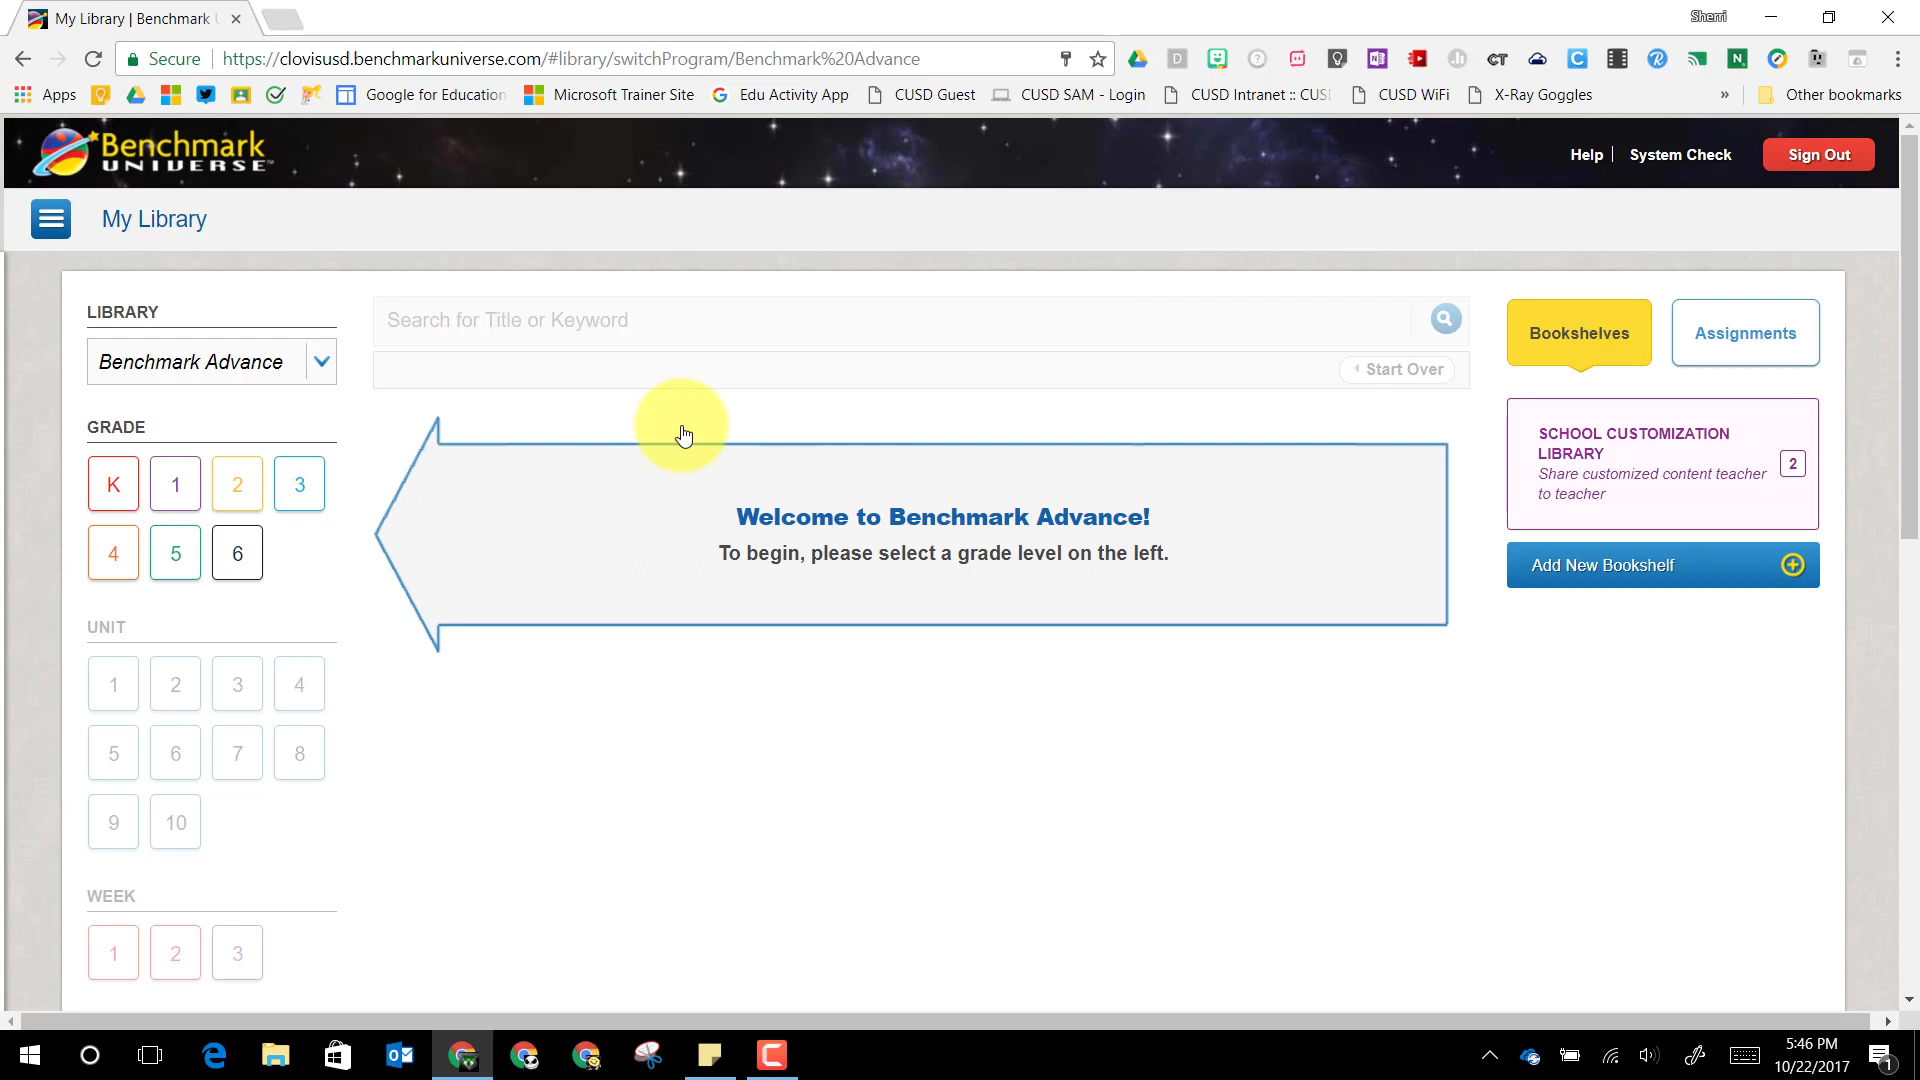 My Library | Benchmark U
Sherri
Secure
https://clovisusd.benchmarkuniverse.com/#library/switchProgram/Benchmark%20Advance
Apps
Google for Education
Microsoft Trainer Site
Edu Activity App
CUSD Guest
CUSD SAM - Login
CUSD Intranet :: CUSI
CUSD WiFi
X-Ray Goggles
»
Other bookmarks
Benchmark
UNIVERSE
Help
System Check
Sign Out
My Library
LIBRARY
Benchmark Advance
Search for Title or Keyword
Start Over
Bookshelves
Assignments
GRADE
K 1 2 3
4 5 6
Welcome to Benchmark Advance!
To begin, please select a grade level on the left.
SCHOOL CUSTOMIZATION
LIBRARY
Share customized content teacher
to teacher
2
Add New Bookshelf
UNIT
1 2 3 4
5 6 7 8
9 10
WEEK
1 2 3
5:46 PM
10/22/2017
1